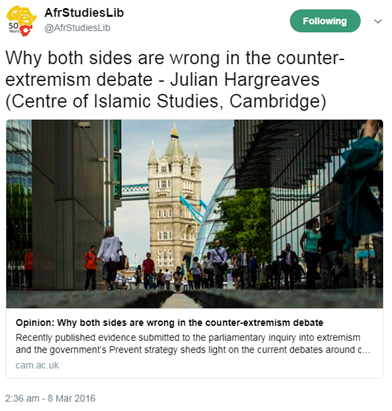 50
Years
AfrStudiesLib
@AfrStudiesLib
Following
Why both sides are wrong in the counter-
extremism debate - Julian Hargreaves
(Centre of Islamic Studies, Cambridge)
Opinion: Why both sides are wrong in the counter-extremism debate
Recently published evidence submitted to the parliamentary inquiry into extremism
and the government's Prevent strategy sheds light on the current debates around c...
cam.ac.uk
2:36 am - 8 Mar 2016